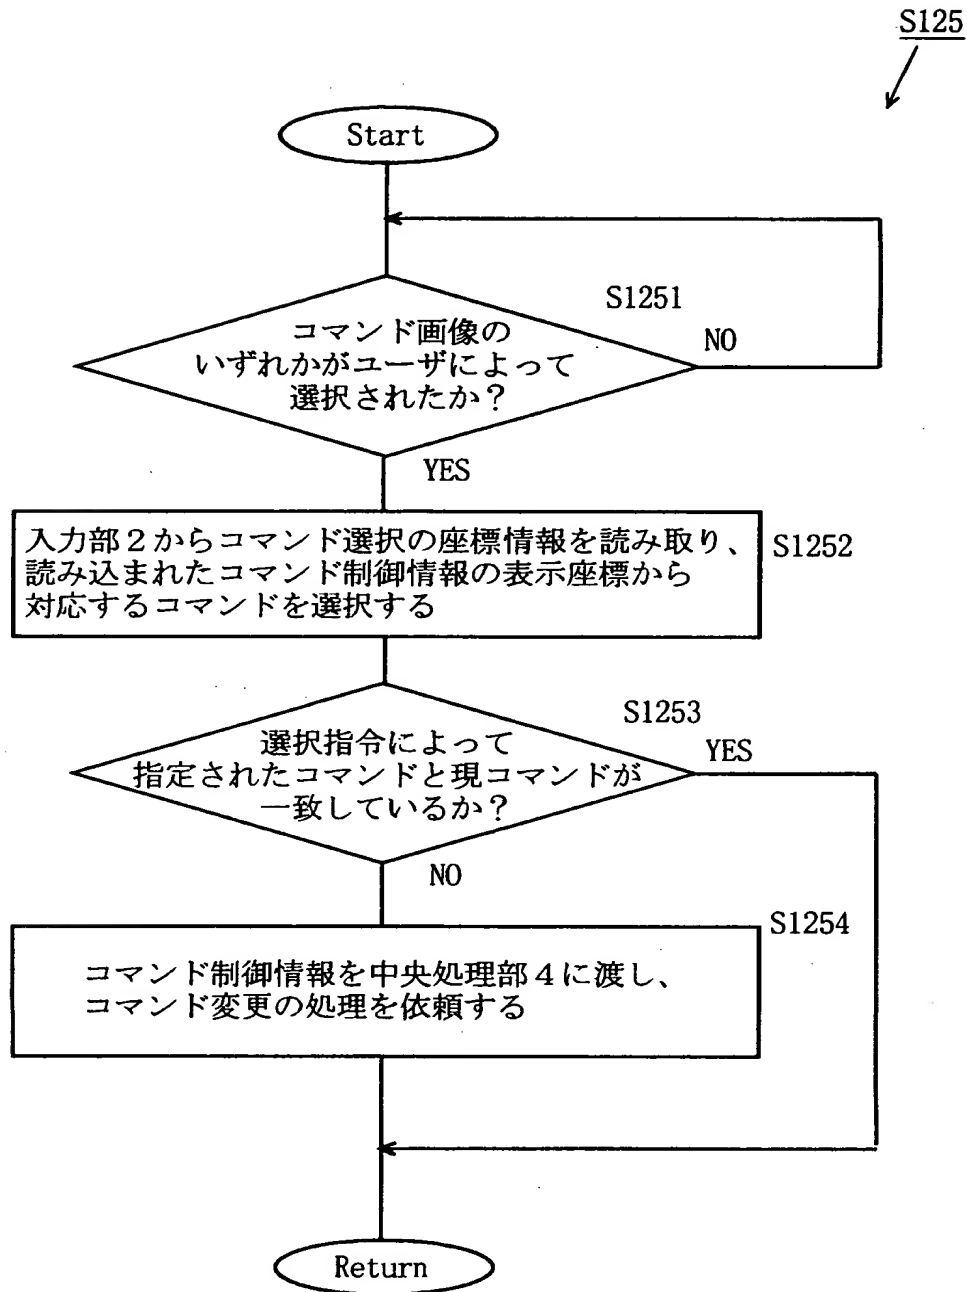 S125
Start
S1251
コマンド画像の
いずれかがユーザによって
選択されたか？
NO
YES
入力部２からコマンド選択の座標情報を読み取り、
読み込まれたコマンド制御情報の表示座標から
対応するコマンドを選択する
S1252
S1253
選択指令によって
指定されたコマンドと現コマンドが
一致しているか？
YES
NO
S1254
コマンド制御情報を中央処理部４に渡し、
コマンド変更の処理を依頼する
Return